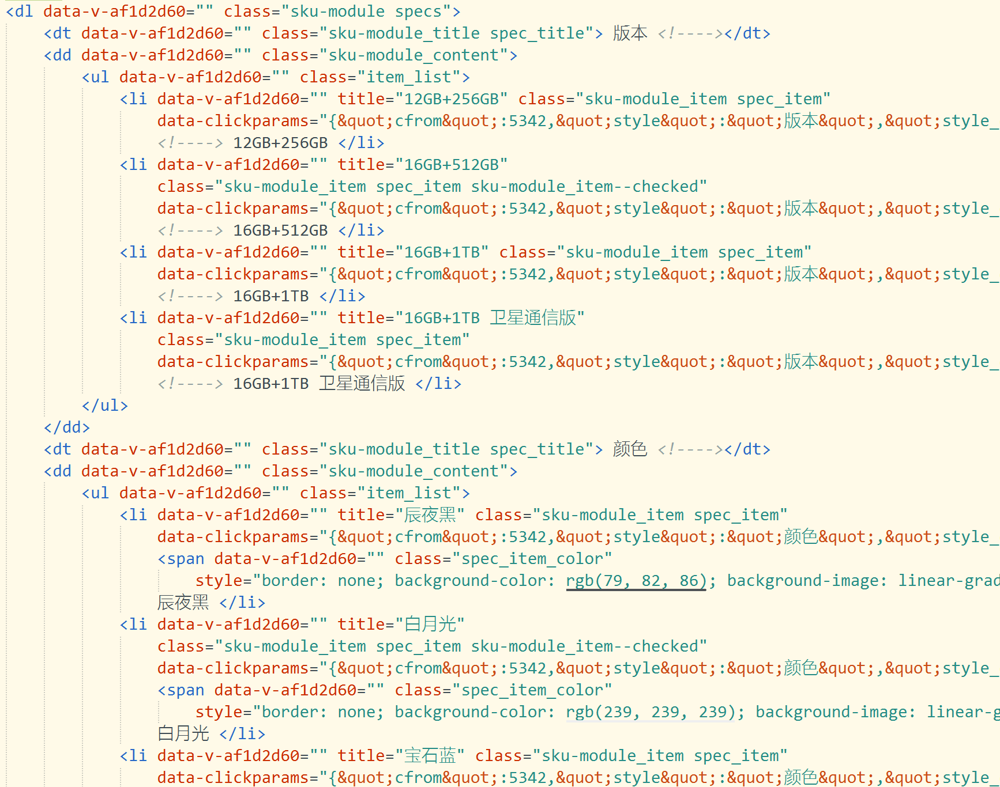 <dl data-v-af1d2d60="" class="sku-module specs">
<dt data-v-af1d2d60="" class="sku-module_title spec_title"> 版本 <!----></dt>
<dd data-v-af1d2d60="" class="sku-module_content">
<ul data-v-af1d2d60="" class="item_list">
<li data-v-af1d2d60="" title="12GB+256GB" class="sku-module_item spec_item"
data-clickparams="{&quot;cfrom&quot;:5342,&quot;style&quot;:&quot;版本&quot;,&quot;style_
<!----> 12GB+256GB </li>
<li data-v-af1d2d60="" title="16GB+512GB"
class="sku-module_item spec_item sku-module_item--checked"
data-clickparams="{&quot;cfrom&quot;:5342,&quot;style&quot;:&quot;版本&quot;,&quot;style_
<!----> 16GB+512GB </li>
<li data-v-af1d2d60="" title="16GB+1TB" class="sku-module_item spec_item"
data-clickparams="{&quot;cfrom&quot;:5342,&quot;style&quot;:&quot;版本&quot;,&quot;style_
<!----> 16GB+1TB </li>
<li data-v-af1d2d60="" title="16GB+1TB 卫星通信版"
class="sku-module_item spec_item"
data-clickparams="{&quot;cfrom&quot;:5342,&quot;style&quot;:&quot;版本&quot;,&quot;style_
<!----> 16GB+1TB 卫星通信版 </li>
</ul>
</dd>
<dt data-v-af1d2d60="" class="sku-module_title spec_title"> 颜色 <!----></dt>
<dd data-v-af1d2d60="" class="sku-module_content">
<ul data-v-af1d2d60="" class="item_list">
<li data-v-af1d2d60="" title="辰夜黑" class="sku-module_item spec_item"
data-clickparams="{&quot;cfrom&quot;:5342,&quot;style&quot;:&quot;颜色&quot;,&quot;style_
<span data-v-af1d2d60="" class="spec_item_color"
style="border: none; background-color: rgb(79, 82, 86); background-image: linear-grad
辰夜黑 </li>
<li data-v-af1d2d60="" title="白月光"
class="sku-module_item spec_item sku-module_item--checked"
data-clickparams="{&quot;cfrom&quot;:5342,&quot;style&quot;:&quot;颜色&quot;,&quot;style_
<span data-v-af1d2d60="" class="spec_item_color"
style="border: none; background-color: rgb(239, 239, 239); background-image: linear-g
白月光 </li>
<li data-v-af1d2d60="" title="宝石蓝" class="sku-module_item spec_item"
data-clickparams="{&quot;cfrom&quot;:5342,&quot;style&quot;:&quot;颜色&quot;,&quot;style_